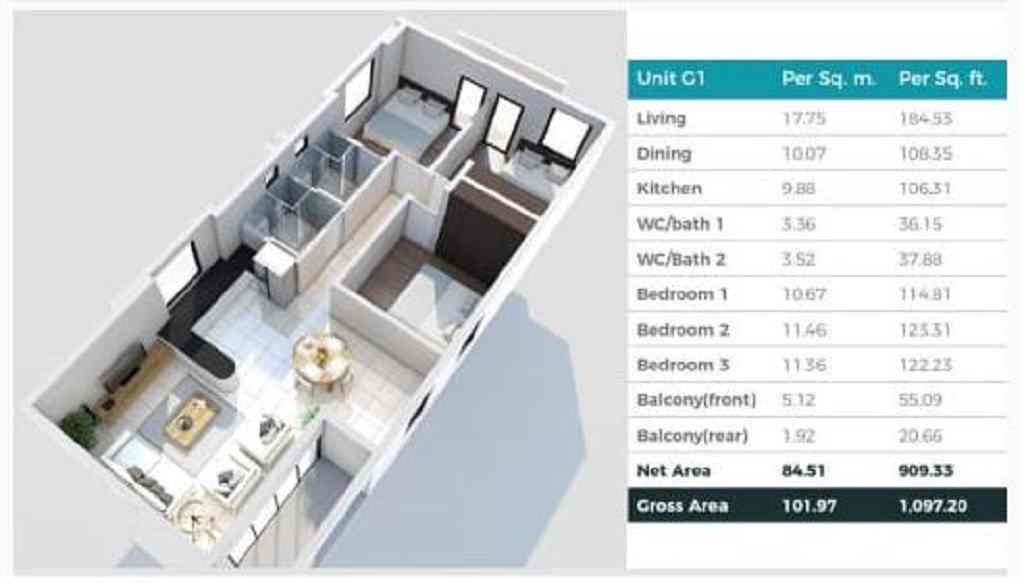 Unit G1 Per Sq. m. Per Sq. ft.
Living 17.75 184.53
Dining 10.07 108.35
Kitchen 9.88 106.31
WC/bath 1 3.36 36.15
WC/Bath 2 3.52 37.88
Bedroom 1 10.67 114.81
Bedroom 2 11.46 123.31
Bedroom 3 11.36 122.23
Balcony(front) 5.12 55.09
Balcony(rear) 1.92 20.66
Net Area 84.51 909.33
Gross Area 101.97 1,097.20